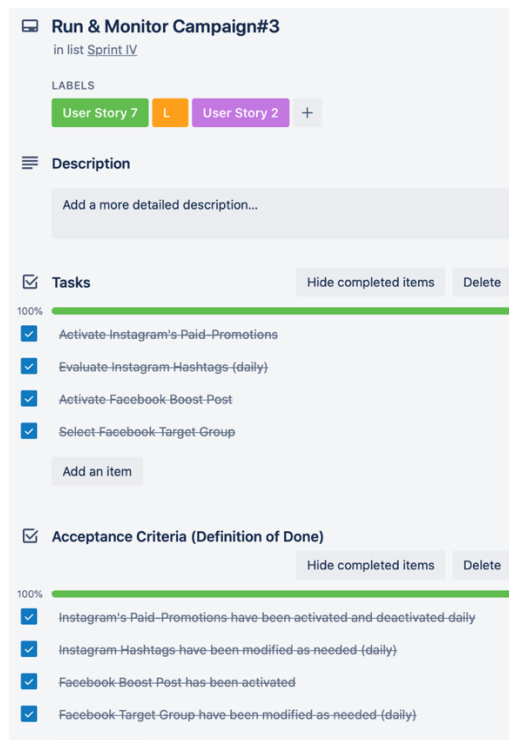 Run & Monitor Campaign#3
in list Sprint IV
LABELS
User Story 7 L User Story 2 +
Description
Add a more detailed description...
Tasks Hide completed items Delete
100%
Activate Instagram's Paid-Promotions
Evaluate Instagram Hashtags (daily)
Activate Facebook Boost Post
Select Facebook Target Group
Add an item
Acceptance Criteria (Definition of Done)
Hide completed items Delete
100%
Instagram's Paid-Promotions have been activated and deactivated daily
Instagram Hashtags have been modified as needed (daily)
Facebook Boost Post has been activated
Facebook Target Group have been modified as needed (daily)